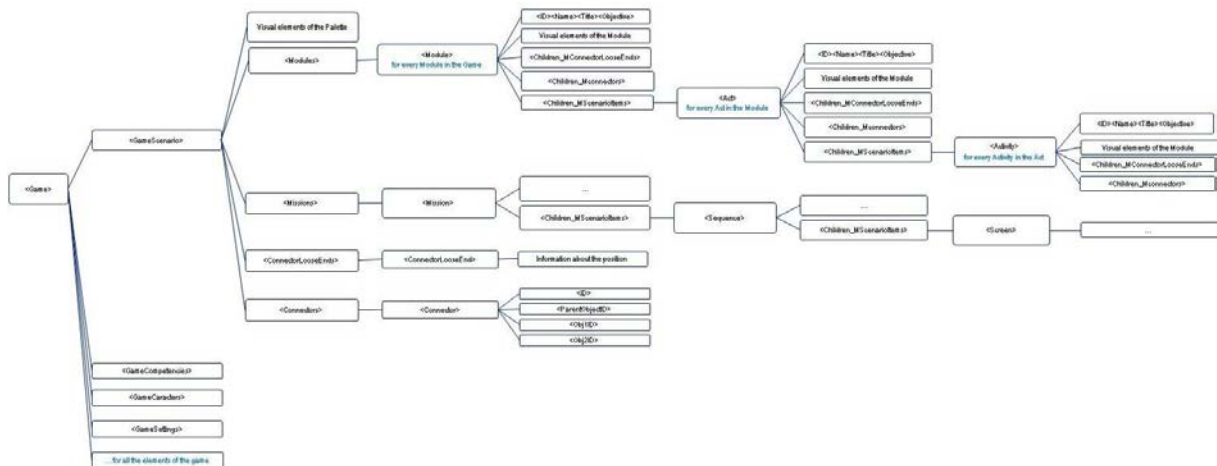 <Game>
<GameScenario>
Visual elements of the Palette
<Modules>
<Module>
for every Module in the Game
<ID><Name><Title><Objective>
Visual elements of the Module
<Children_MConnectorLooseEnds>
<Children_Mconnectors>
<Children_MScenarioItems>
<Act>
for every Act in the Module
<ID><Name><Title><Objective>
Visual elements of the Module
<Children_MConnectorLooseEnds>
<Children_Mconnectors>
<Children_MScenarioItems>
<Activity>
for every Activity in the Act
<ID><Name><Title><Objective>
Visual elements of the Module
<Children_MConnectorLooseEnds>
<Children_Mconnectors>
<Missions>
<Mission>
...
<Children_MScenarioItems>
<Sequence>
....
<Children_MScenarioItems>
<Screen>
...
<ConnectorLooseEnds>
<ConnectorLooseEnd>
Information about the position
<Connectors>
<Connector>
<ID>
<ParentObjectID>
<Obj1ID>
<Obj2ID>
<GameCompetencies>
<GameCaracters>
<GameSettings>
....for all the elements of the game